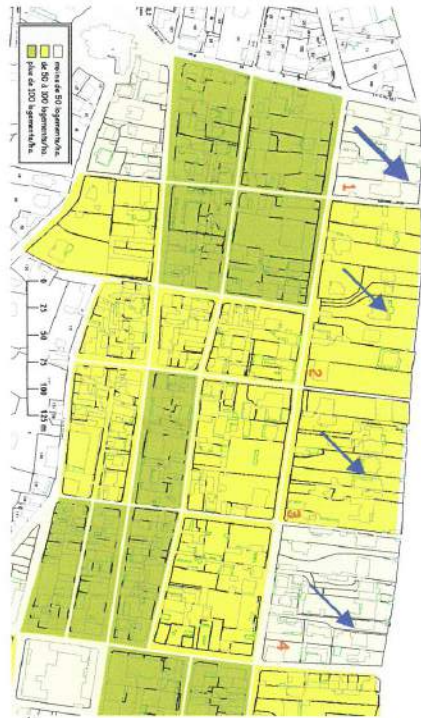 moins de 50 logements/ha.
de 50 à 100 logements/ha.
plus de 100 logements/ha.
0 25 50 75 100 125 m
1
2
3
4